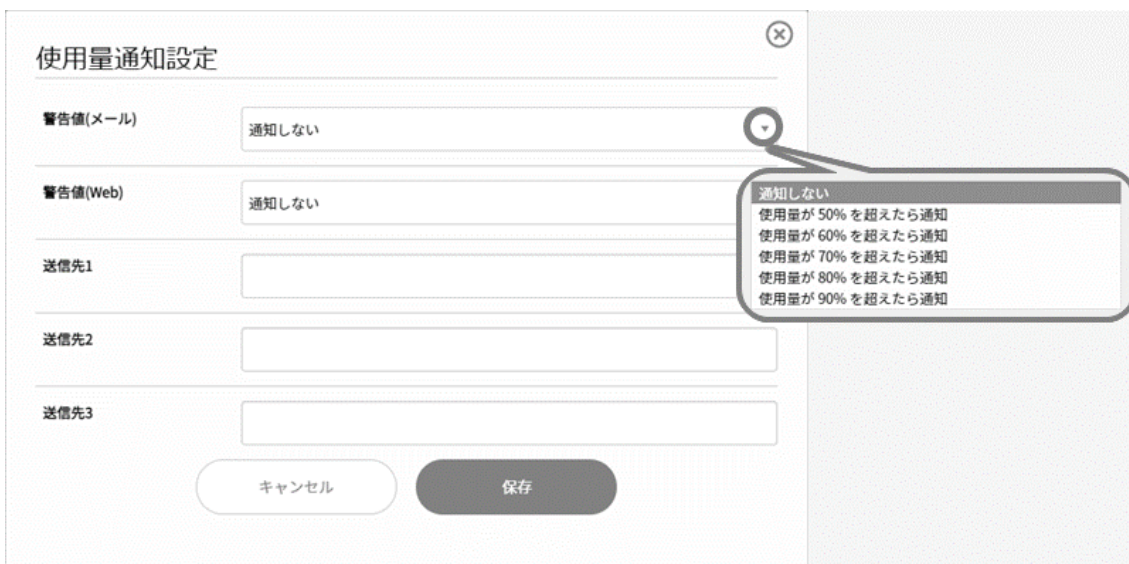 使用量通知設定
警告値(メール)
通知しない
警告値(Web)
通知しない
通知しない
使用量が 50% を超えたら通知
使用量が 60% を超えたら通知
使用量が 70% を超えたら通知
使用量が 80% を超えたら通知
使用量が 90% を超えたら通知
送信先1
送信先2
送信先3
キャンセル
保存